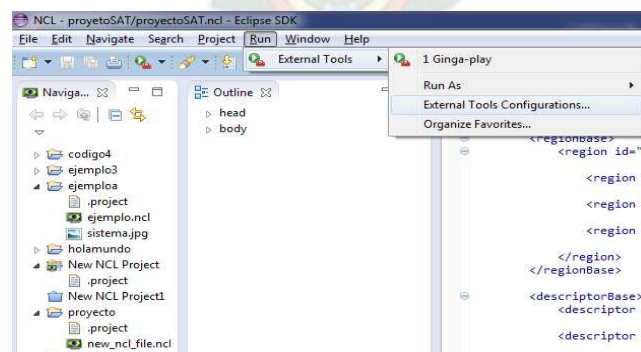 NCL - proyetoSAT/proyectoSAT.ncl - Eclipse SDK
File Edit Navigate Search Project Run Window Help
External Tools
1 Ginga-play
Run As
External Tools Configurations...
Organize Favorites...
Naviga...
Outline
head
body
codigo4
ejemplo3
ejemploa
.project
ejemplo.ncl
sistema.jpg
holamundo
New NCL Project
.project
New NCL Project1
proyecto
.project
new_ncl_file.ncl
<regionBase>
<region id="
<region
<region
<region
</region>
</regionBase>
<descriptorBase>
<descriptor
<descriptor